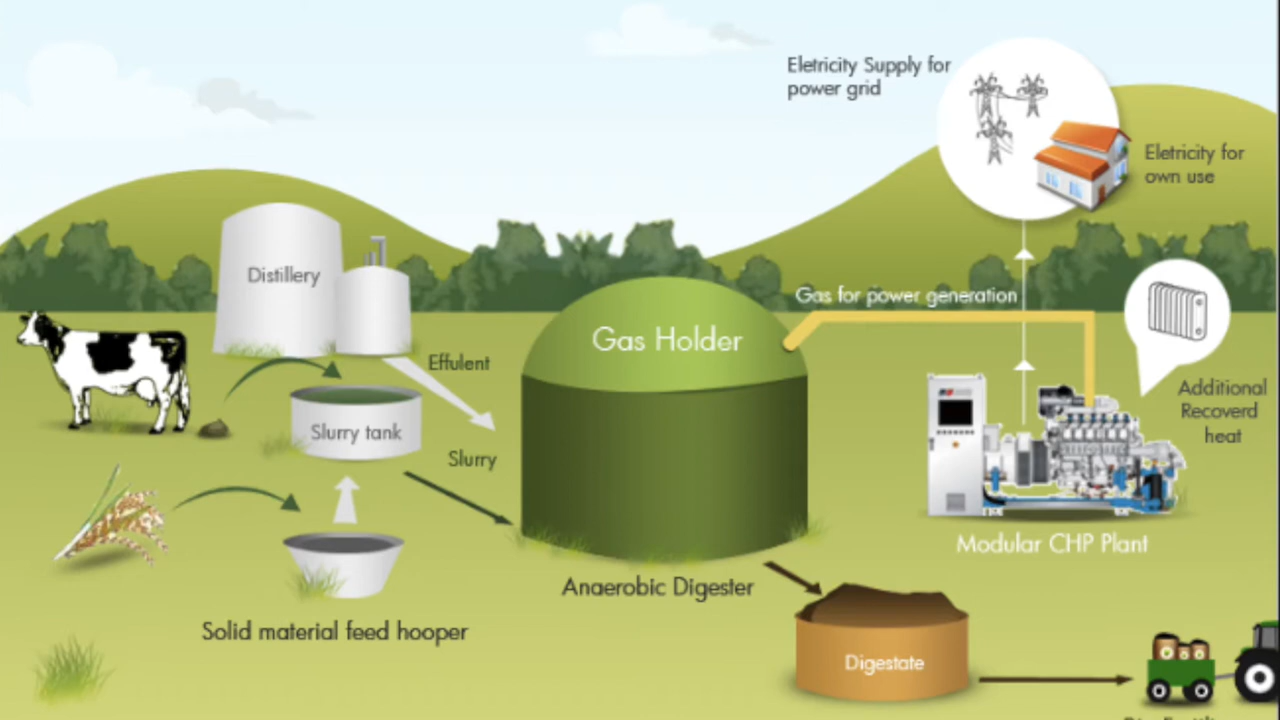 Eletricity Supply for
power grid
Eletricity for
own use
Distillery
Gas for power generation
Gas Holder
Effulent
Additional
Recoverd
heat
Slurry tank
Slurry
Modular CHP Plant
Anaerobic Digester
Solid material feed hooper
Digestate